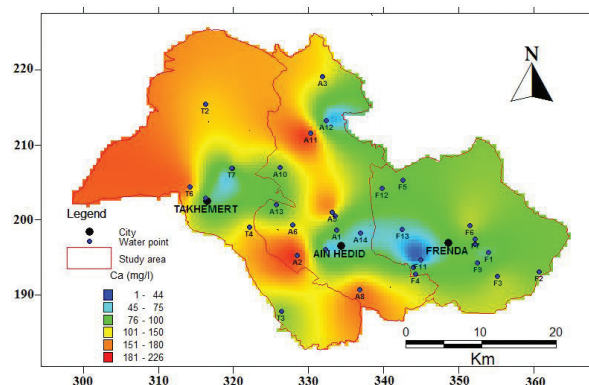 220
210
200
190
300
310
320
330
340
350
360
N
A3
A12
A11
T2
T7
A10
T6
TAKHEMERT
A13
T4
A6
A2
A1
AIN HEDID
A14
A8
T3
F12
F5
F13
F11
F4
FRENDA
F6
F1
F9
F3
F2
Legend
City
Water point
Study area
Ca (mg/l)
1 - 44
45 - 75
76 - 100
101 - 150
151 - 180
181 - 226
0 5 10 20
Km